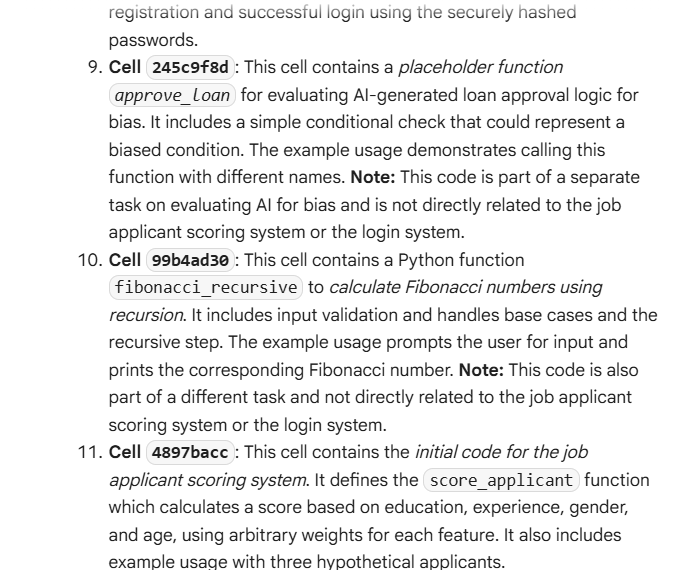 registration and successful login using the securely hashed
passwords.
9. Cell 245c9f8d : This cell contains a placeholder function
approve_loan for evaluating AI-generated loan approval logic for
bias. It includes a simple conditional check that could represent a
biased condition. The example usage demonstrates calling this
function with different names. Note: This code is part of a separate
task on evaluating AI for bias and is not directly related to the job
applicant scoring system or the login system.
10. Cell 99b4ad30 : This cell contains a Python function
fibonacci_recursive to calculate Fibonacci numbers using
recursion. It includes input validation and handles base cases and the
recursive step. The example usage prompts the user for input and
prints the corresponding Fibonacci number. Note: This code is also
part of a different task and not directly related to the job applicant
scoring system or the login system.
11. Cell 4897bacc : This cell contains the initial code for the job
applicant scoring system. It defines the score_applicant function
which calculates a score based on education, experience, gender,
and age, using arbitrary weights for each feature. It also includes
example usage with three hypothetical applicants.